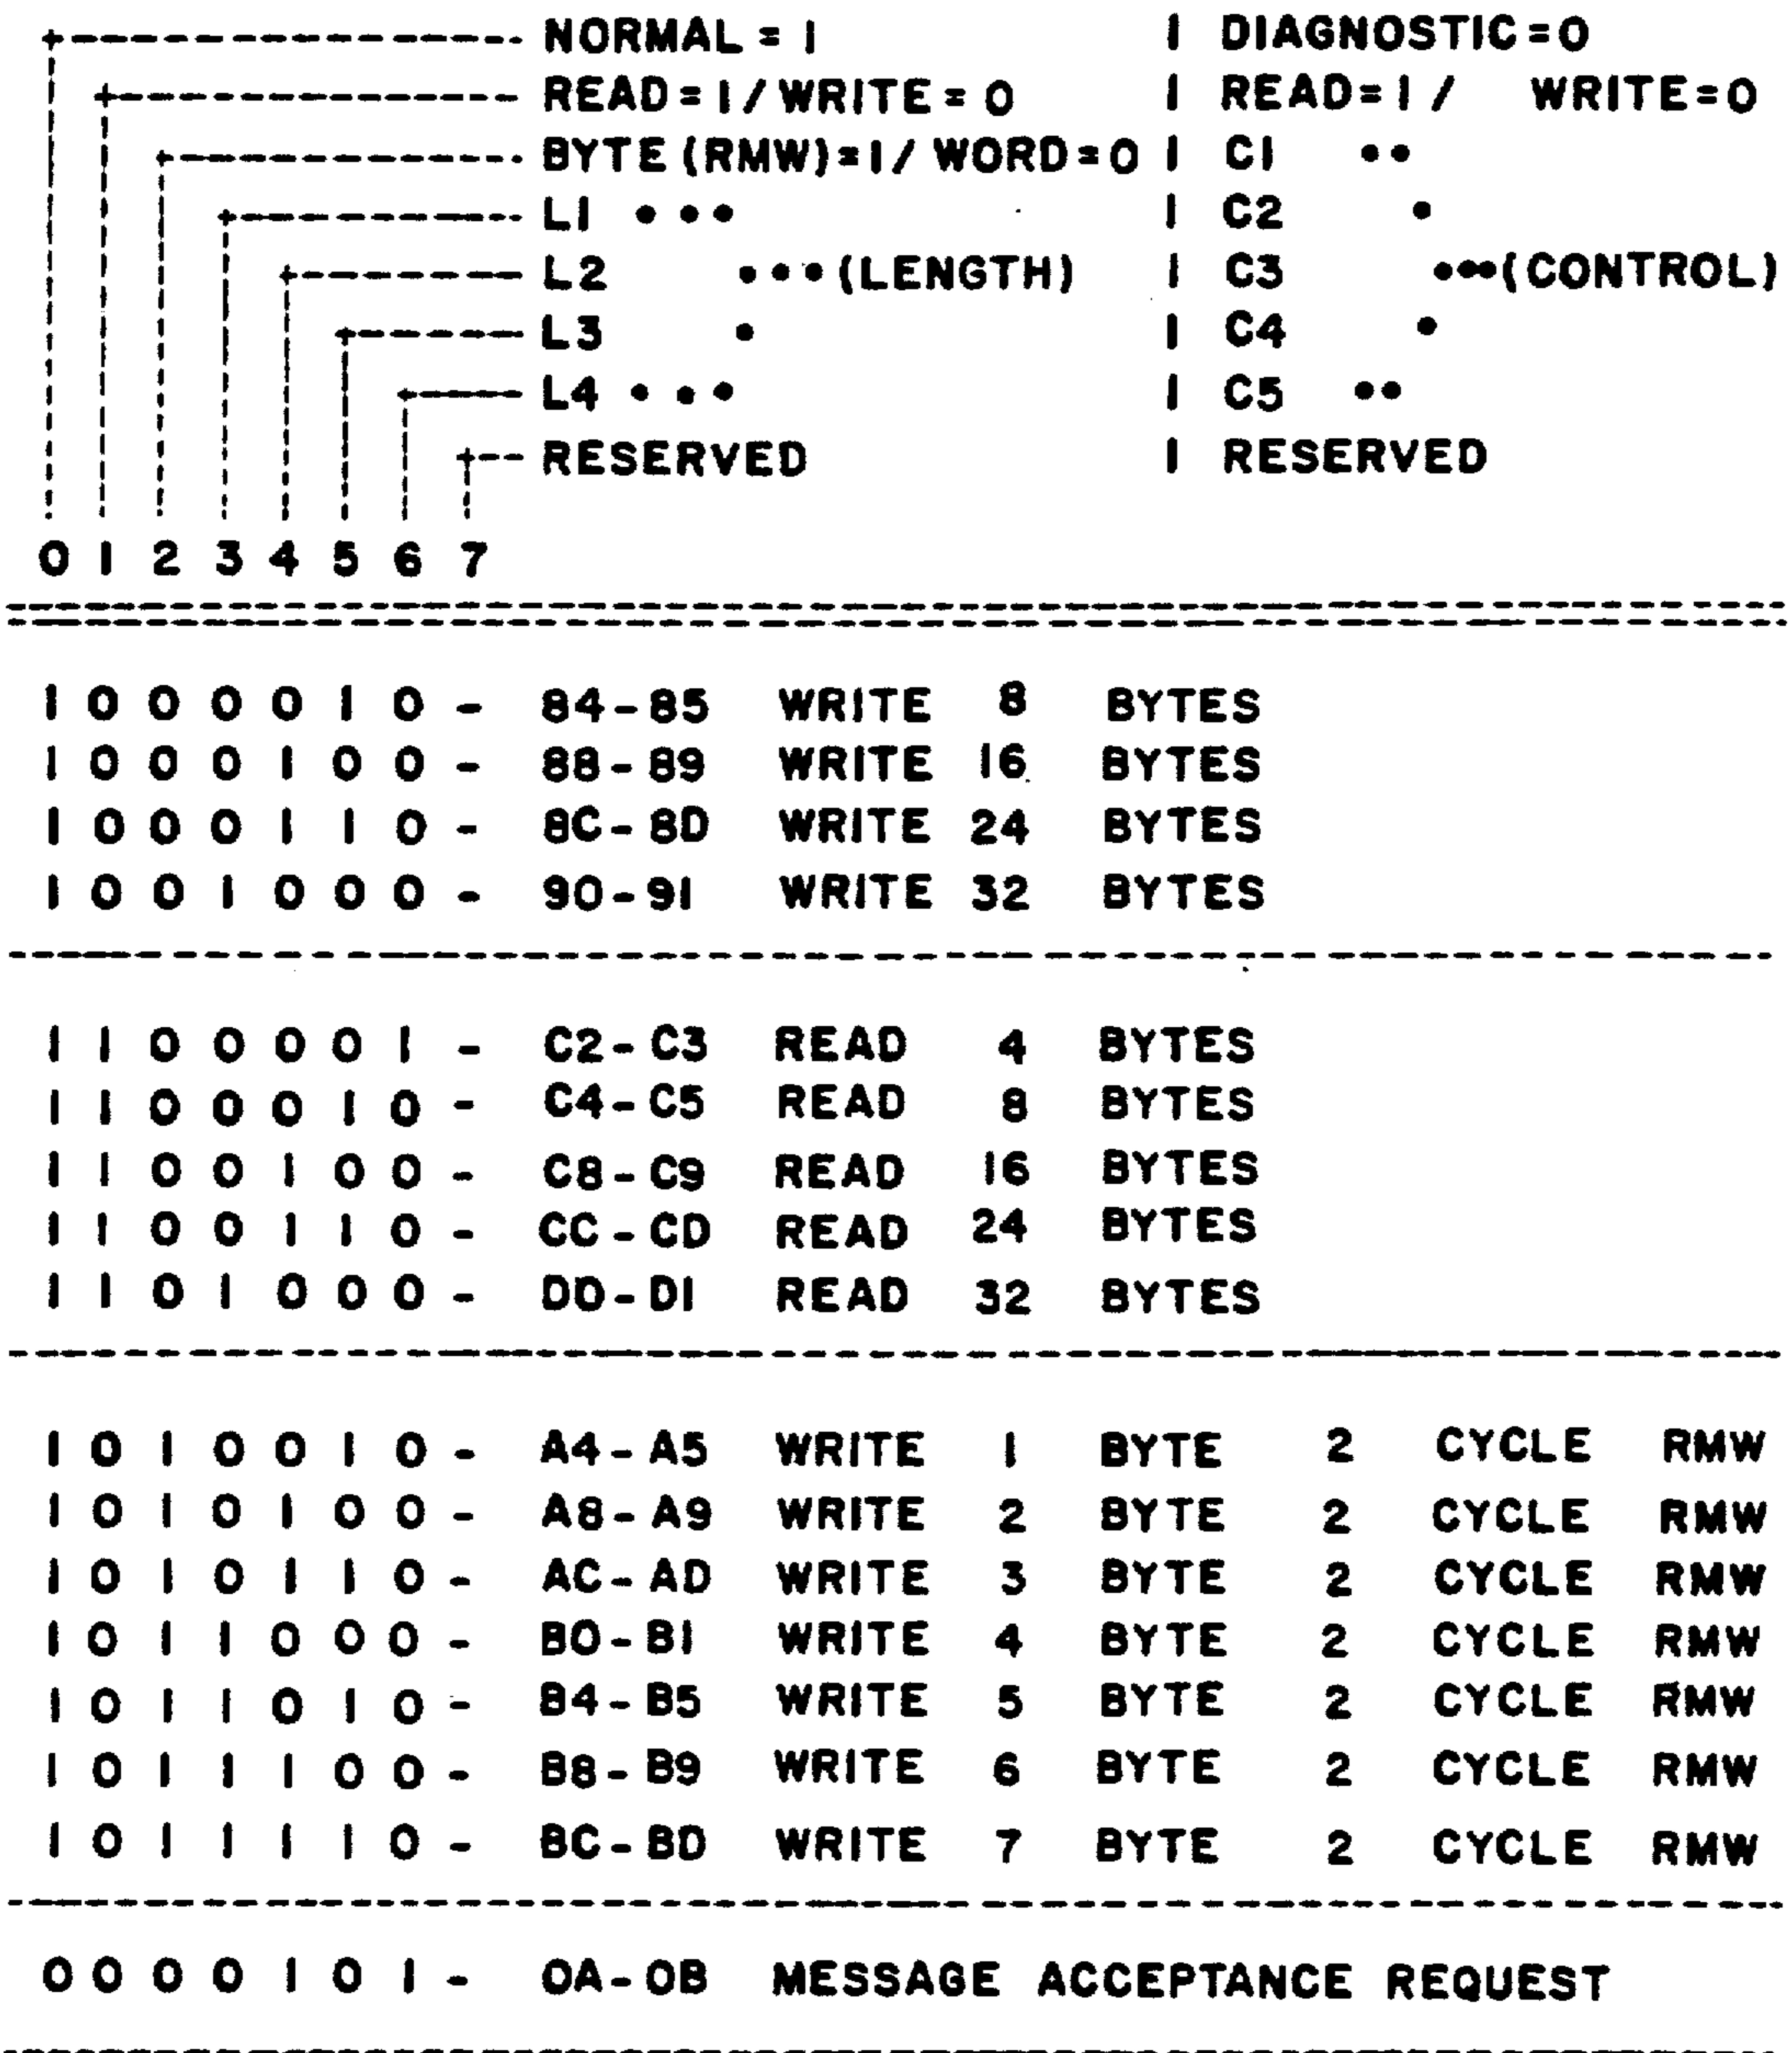 NORMAL = 1 | DIAGNOSTIC=0
READ = 1 / WRITE = 0 | READ=1 / WRITE=0
BYTE (RMW)=1/ WORD=0 | C1 ••
L1 ••• | C2 •
L2 •••(LENGTH) | C3 •••(CONTROL)
L3 • | C4 •
L4 ••• | C5 ••
RESERVED | RESERVED
0 1 2 3 4 5 6 7
1 0 0 0 0 1 0 - 84-85 WRITE 8 BYTES
1 0 0 0 1 0 0 - 88-89 WRITE 16 BYTES
1 0 0 0 1 1 0 - 8C-8D WRITE 24 BYTES
1 0 0 1 0 0 0 - 90-91 WRITE 32 BYTES
1 1 0 0 0 0 1 - C2-C3 READ 4 BYTES
1 1 0 0 0 1 0 - C4-C5 READ 8 BYTES
1 1 0 0 1 0 0 - C8-C9 READ 16 BYTES
1 1 0 0 1 1 0 - CC-CD READ 24 BYTES
1 1 0 1 0 0 0 - D0-D1 READ 32 BYTES
1 0 1 0 0 1 0 - A4-A5 WRITE 1 BYTE 2 CYCLE RMW
1 0 1 0 1 0 0 - A8-A9 WRITE 2 BYTE 2 CYCLE RMW
1 0 1 0 1 1 0 - AC-AD WRITE 3 BYTE 2 CYCLE RMW
1 0 1 1 0 0 0 - B0-B1 WRITE 4 BYTE 2 CYCLE RMW
1 0 1 1 0 1 0 - B4-B5 WRITE 5 BYTE 2 CYCLE RMW
1 0 1 1 1 0 0 - B8-B9 WRITE 6 BYTE 2 CYCLE RMW
1 0 1 1 1 1 0 - BC-BD WRITE 7 BYTE 2 CYCLE RMW
0 0 0 0 1 0 1 - 0A-0B MESSAGE ACCEPTANCE REQUEST